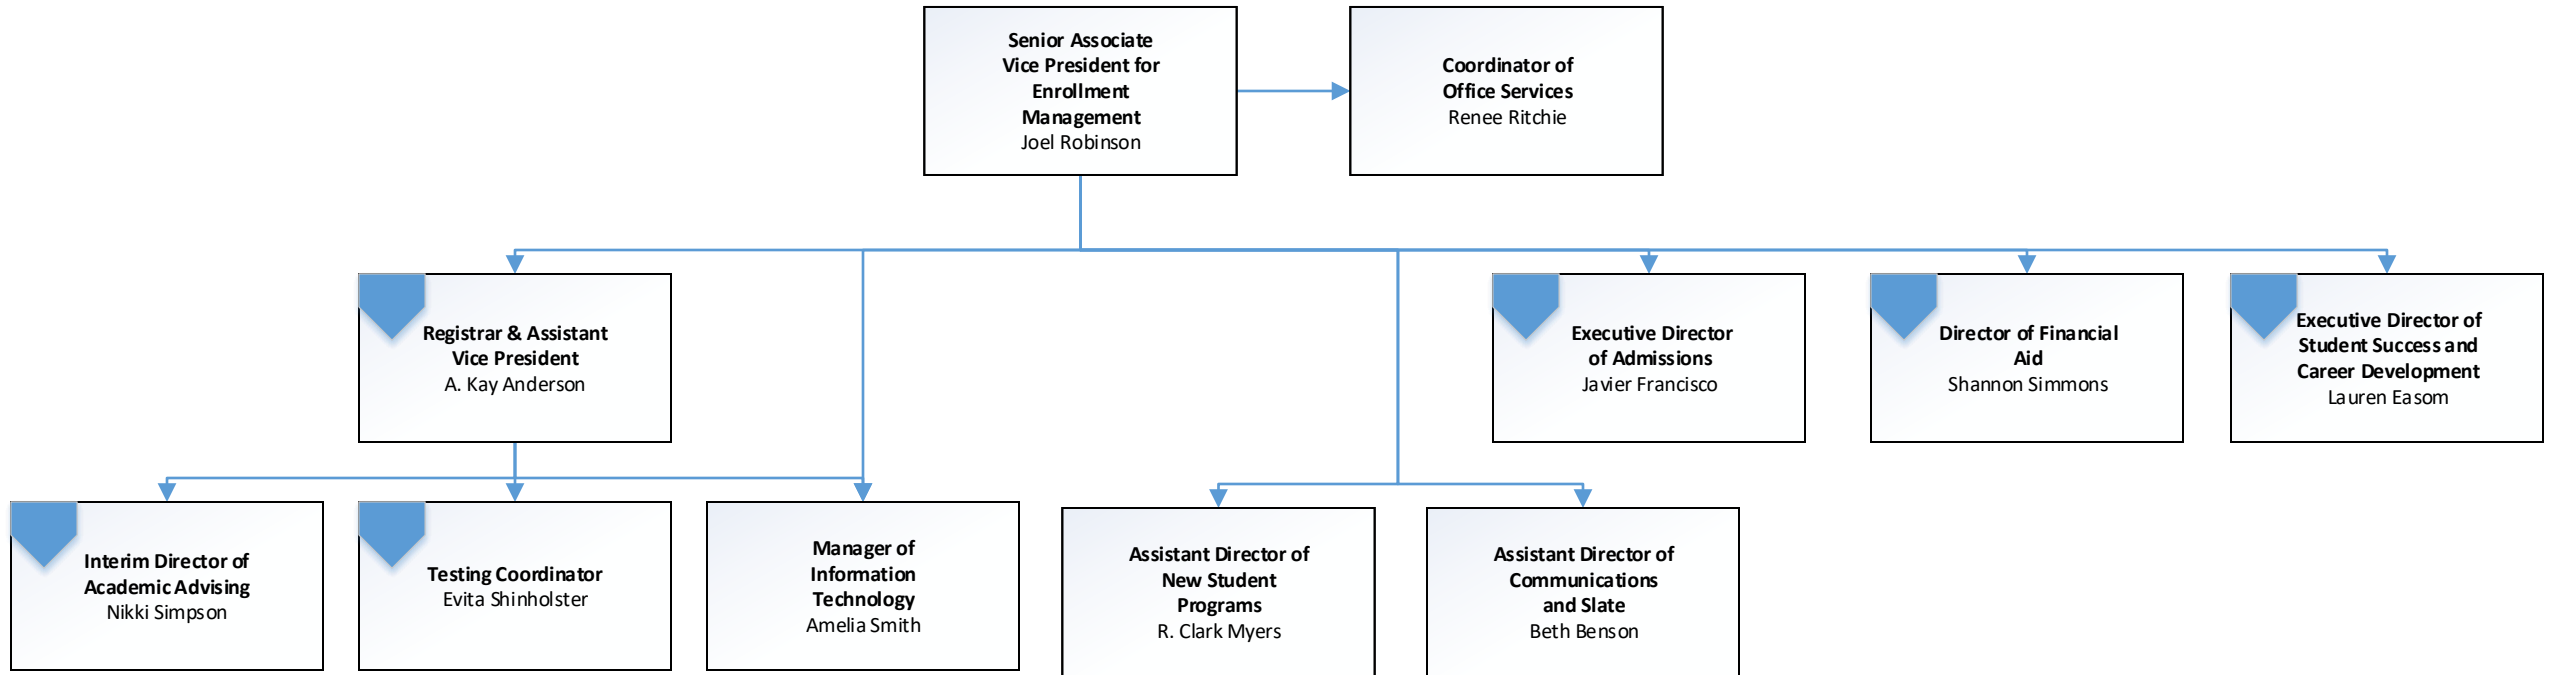 Senior Associate
Vice President for
Enrollment
Management
Joel Robinson
Coordinator of
Office Services
Renee Ritchie
Registrar & Assistant
Vice President
A. Kay Anderson
Executive Director
of Admissions
Javier Francisco
Director of Financial
Aid
Shannon Simmons
Executive Director of
Student Success and
Career Development
Lauren Easom
Interim Director of
Academic Advising
Nikki Simpson
Testing Coordinator
Evita Shinholster
Manager of
Information
Technology
Amelia Smith
Assistant Director of
New Student
Programs
R. Clark Myers
Assistant Director of
Communications
and Slate
Beth Benson